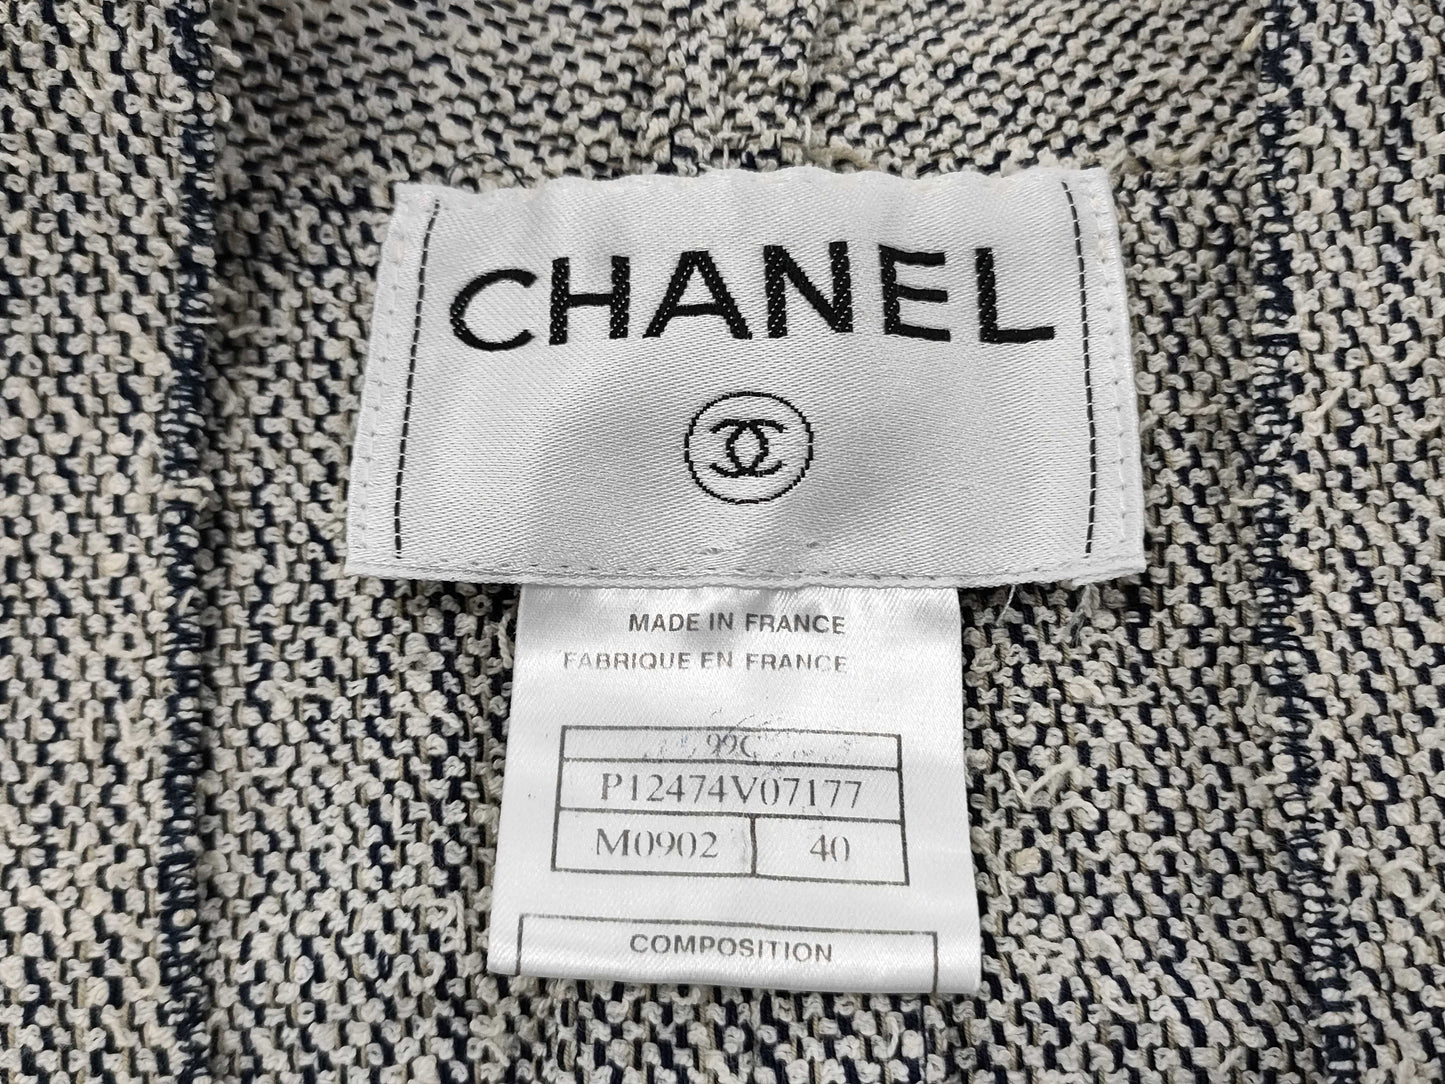 CHANEL
MADE IN FRANCE
FABRIQUE EN FRANCE
P12474V07177
M0902 40
COMPOSITION